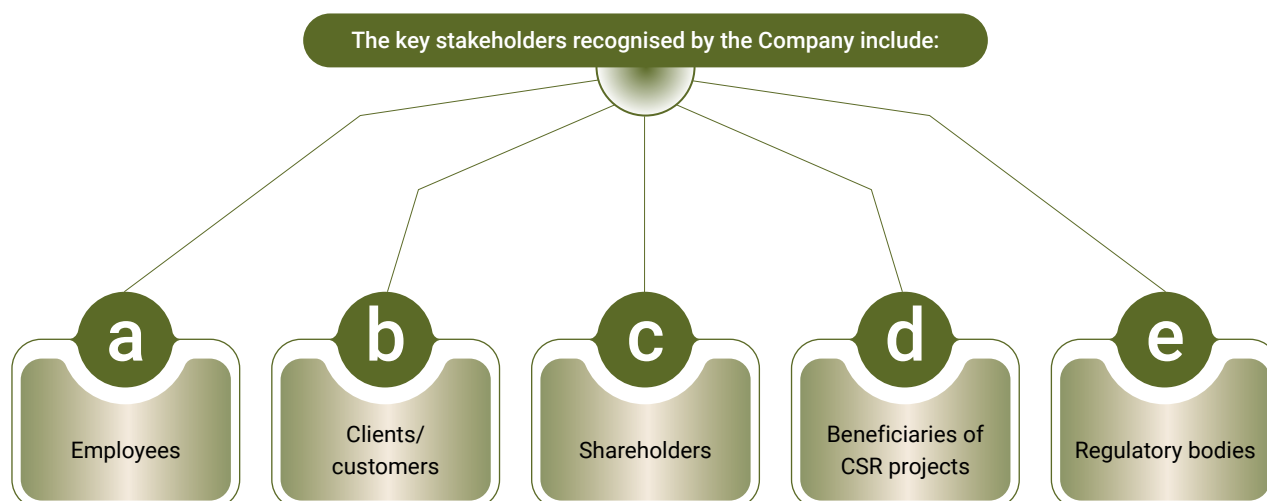 The key stakeholders recognised by the Company include:
a
Employees
b
Clients/
customers
c
Shareholders
d
Beneficiaries of
CSR projects
e
Regulatory bodies